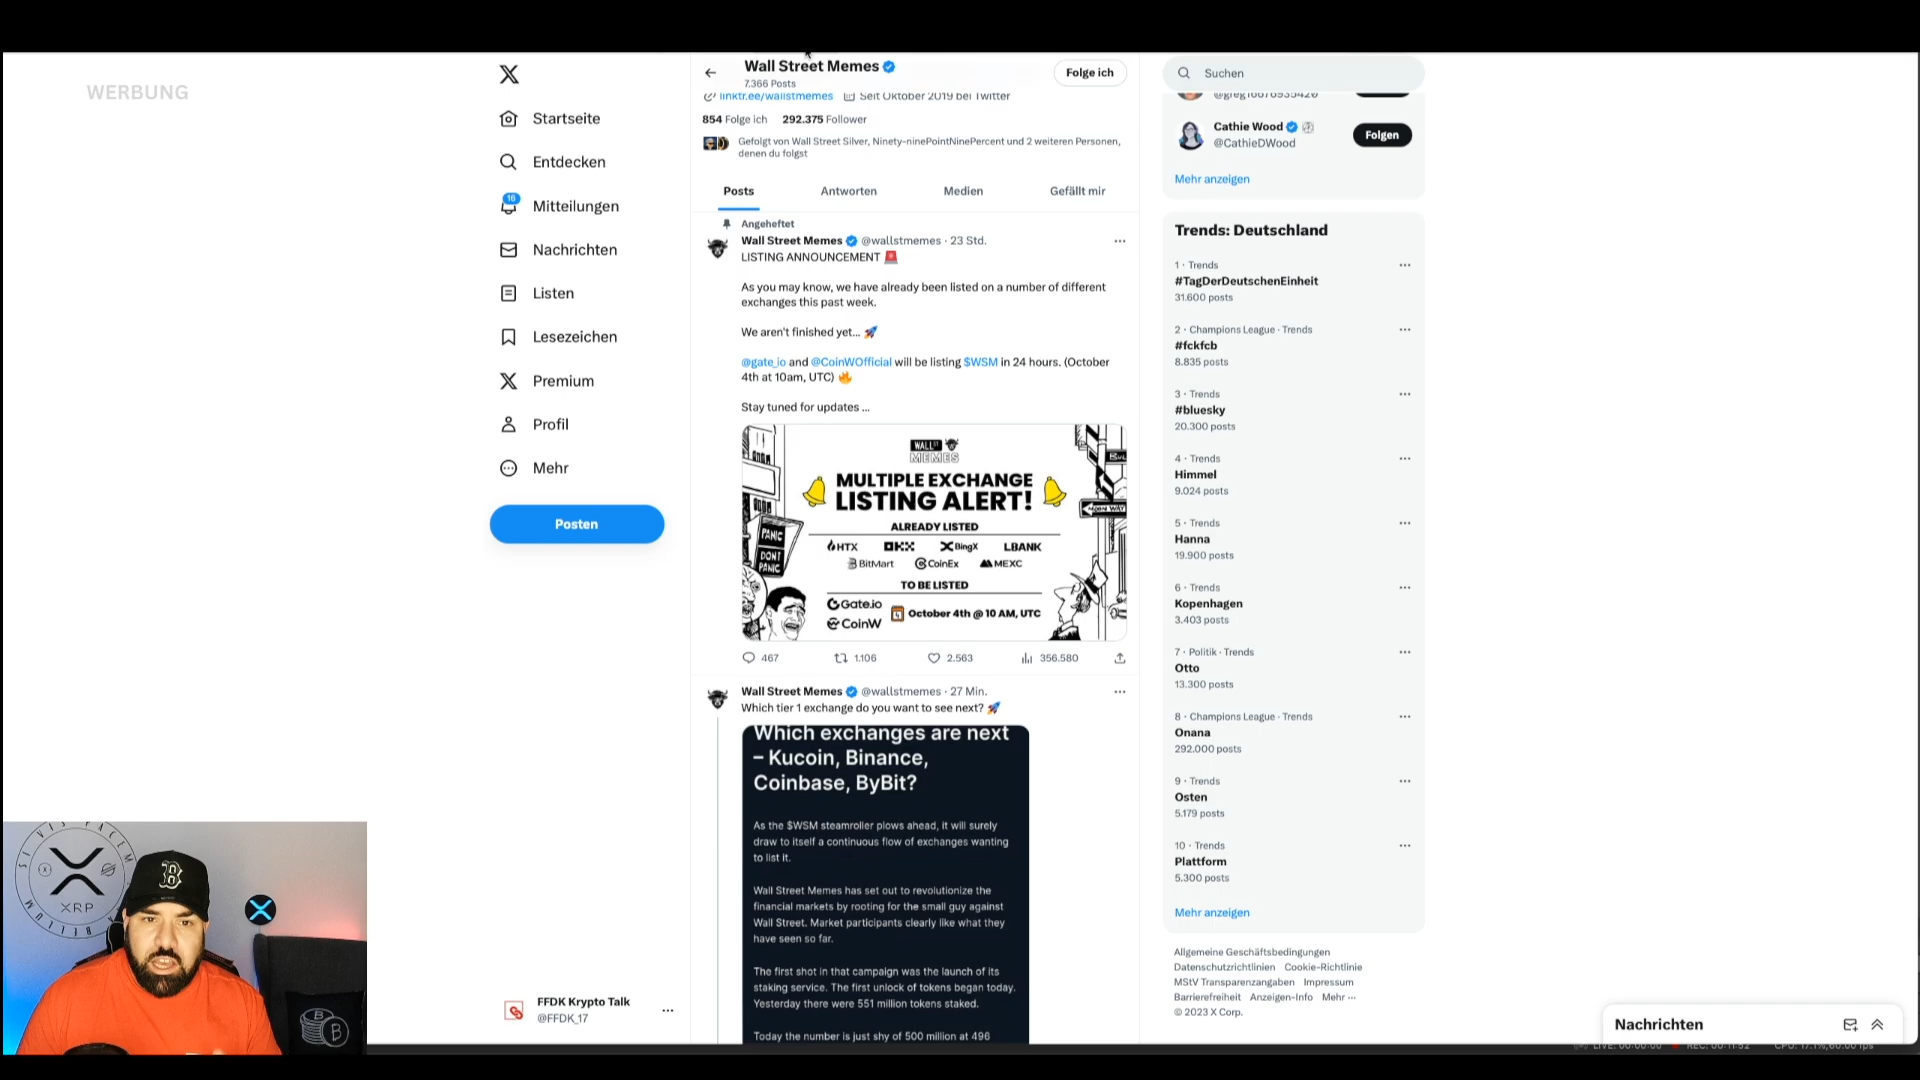 WERBUNG
Startseite
Entdecken
16
Mitteilungen
Nachrichten
Listen
Lesezeichen
Premium
Profil
Mehr
Posten
FFDK Krypto Talk
@FFDK_17
Wall Street Memes
7.366 Posts
Folge ich
linktr.ee/wallstmemes Seit Oktober 2019 bei Twitter
854 Folge ich 292.375 Follower
Gefolgt von Wall Street Silver, Ninety-ninePointNinePercent und 2 weiteren Personen,
denen du folgst
Posts Antworten Medien Gefällt mir
Angeheftet
Wall Street Memes @wallstmemes · 23 Std.
LISTING ANNOUNCEMENT 🚨
As you may know, we have already been listed on a number of different
exchanges this past week.
We aren't finished yet... 🚀
@gate_io and @CoinWOfficial will be listing $WSM in 24 hours. (October
4th at 10am, UTC) 🔥
Stay tuned for updates ...
WALL ST
MEMES
MULTIPLE EXCHANGE
LISTING ALERT!
ALREADY LISTED
HTX OKX BingX LBANK
BitMart CoinEx MEXC
TO BE LISTED
Gate.io
CoinW
October 4th @ 10 AM, UTC
PANIC
DONT
PANIC
467 1.106 2.563 356.580
Wall Street Memes @wallstmemes · 27 Min.
Which tier 1 exchange do you want to see next? 🚀
Which exchanges are next
– Kucoin, Binance,
Coinbase, ByBit?
As the $WSM steamroller plows ahead, it will surely
draw to itself a continuous flow of exchanges wanting
to list it.
Wall Street Memes has set out to revolutionize the
financial markets by rooting for the small guy against
Wall Street. Market participants clearly like what they
have seen so far.
The first shot in that campaign was the launch of its
staking service. The first unlock of tokens began today.
Yesterday there were 551 million tokens staked.
Today the number is just shy of 500 million at 496
Suchen
@greg16676935420
Cathie Wood
@CathieDWood
Folgen
Mehr anzeigen
Trends: Deutschland
1 · Trends
#TagDerDeutschenEinheit
31.600 posts
2 · Champions League · Trends
#fckfcb
8.835 posts
3 · Trends
#bluesky
20.300 posts
4 · Trends
Himmel
9.024 posts
5 · Trends
Hanna
19.900 posts
6 · Trends
Kopenhagen
3.403 posts
7 · Politik · Trends
Otto
13.300 posts
8 · Champions League · Trends
Onana
292.000 posts
9 · Trends
Osten
5.179 posts
10 · Trends
Plattform
5.300 posts
Mehr anzeigen
Allgemeine Geschäftsbedingungen
Datenschutzrichtlinien Cookie-Richtlinie
MStV Transparenzangaben Impressum
Barrierefreiheit Anzeigen-Info Mehr ···
© 2023 X Corp.
Nachrichten
XRP